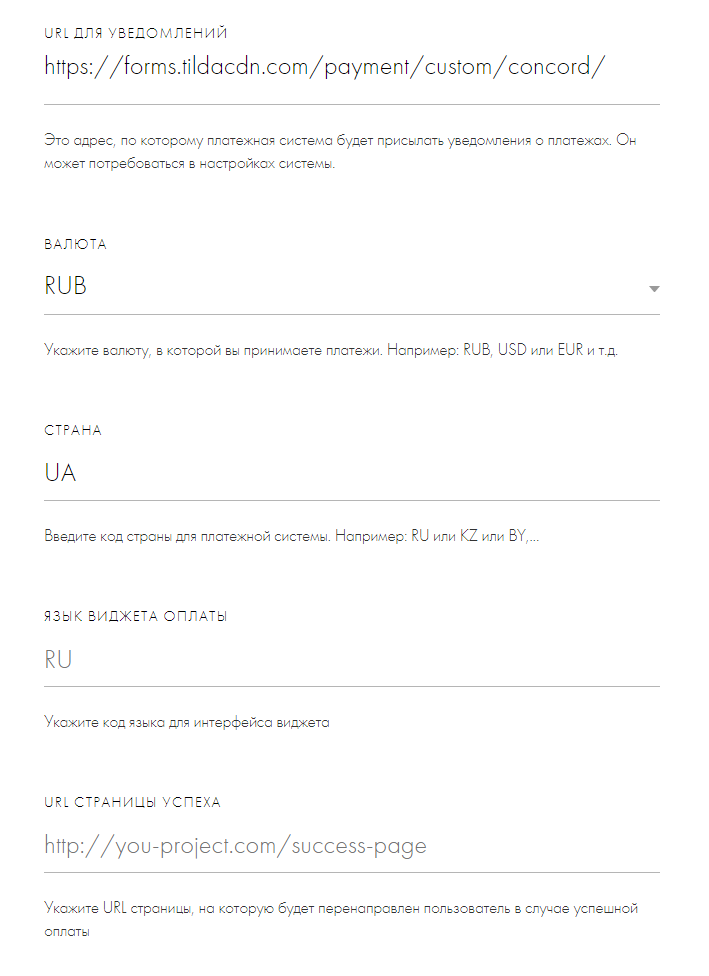 URL ДЛЯ УВЕДОМЛЕНИЙ
https://forms.tildacdn.com/payment/custom/concord/
Это адрес, по которому платежная система будет присылать уведомления о платежах. Он
может потребоваться в настройках системы.
ВАЛЮТА
RUB
Укажите валюту, в которой вы принимаете платежи. Например: RUB, USD или EUR и т.д.
СТРАНА
UA
Введите код страны для платежной системы. Например: RU или KZ или BY,...
ЯЗЫК ВИДЖЕТА ОПЛАТЫ
RU
Укажите код языка для интерфейса виджета
URL СТРАНИЦЫ УСПЕХА
http://you-project.com/success-page
Укажите URL страницы, на которую будет перенаправлен пользователь в случае успешной
оплаты